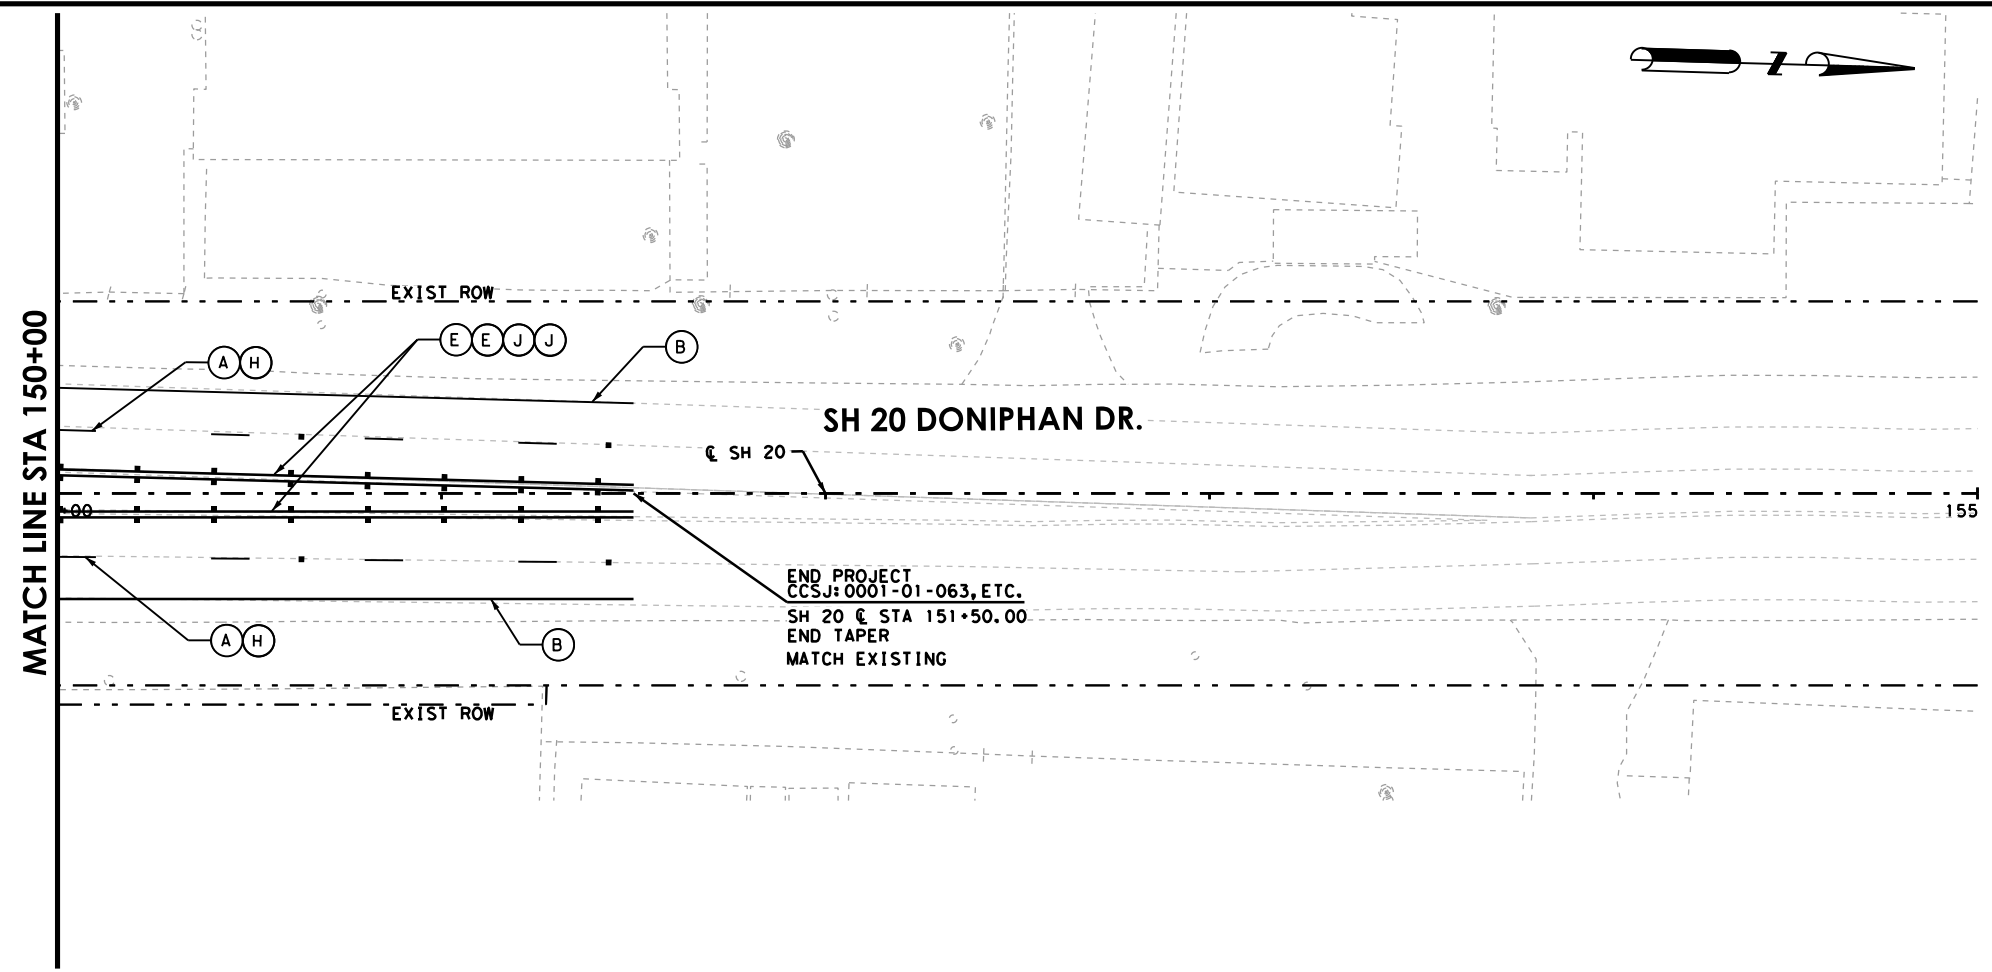 Z
EXIST ROW
MATCH LINE STA 150+00
E E J J
B
A H
SH 20 DONIPHAN DR.
℄ SH 20
00
155
END PROJECT
CCSJ: 0001-01-063, ETC.
SH 20 ℄ STA 151+50.00
END TAPER
MATCH EXISTING
A H
B
EXIST ROW